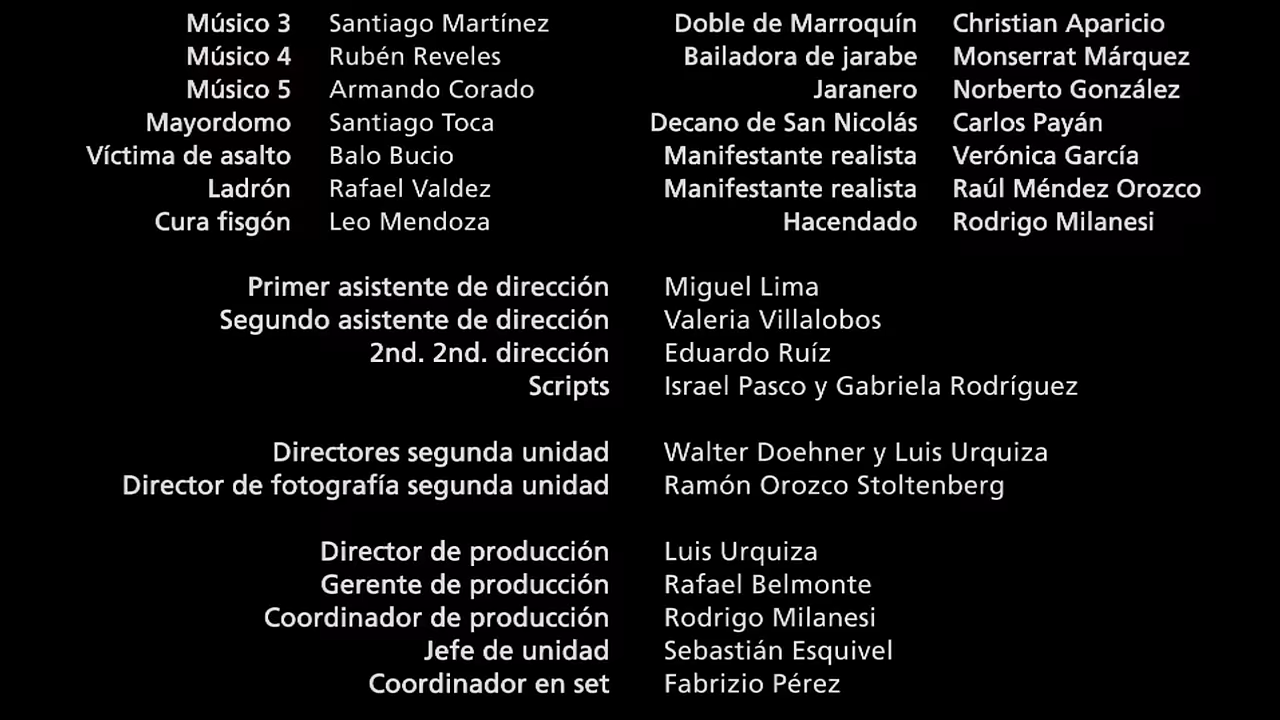 Músico 3 Santiago Martínez
Músico 4 Rubén Reveles
Músico 5 Armando Corado
Mayordomo Santiago Toca
Víctima de asalto Balo Bucio
Ladrón Rafael Valdez
Cura fisgón Leo Mendoza
Doble de Marroquín Christian Aparicio
Bailadora de jarabe Monserrat Márquez
Jaranero Norberto González
Decano de San Nicolás Carlos Payán
Manifestante realista Verónica García
Manifestante realista Raúl Méndez Orozco
Hacendado Rodrigo Milanesi
Primer asistente de dirección Miguel Lima
Segundo asistente de dirección Valeria Villalobos
2nd. 2nd. dirección Eduardo Ruíz
Scripts Israel Pasco y Gabriela Rodríguez
Directores segunda unidad Walter Doehner y Luis Urquiza
Director de fotografía segunda unidad Ramón Orozco Stoltenberg
Director de producción Luis Urquiza
Gerente de producción Rafael Belmonte
Coordinador de producción Rodrigo Milanesi
Jefe de unidad Sebastián Esquivel
Coordinador en set Fabrizio Pérez